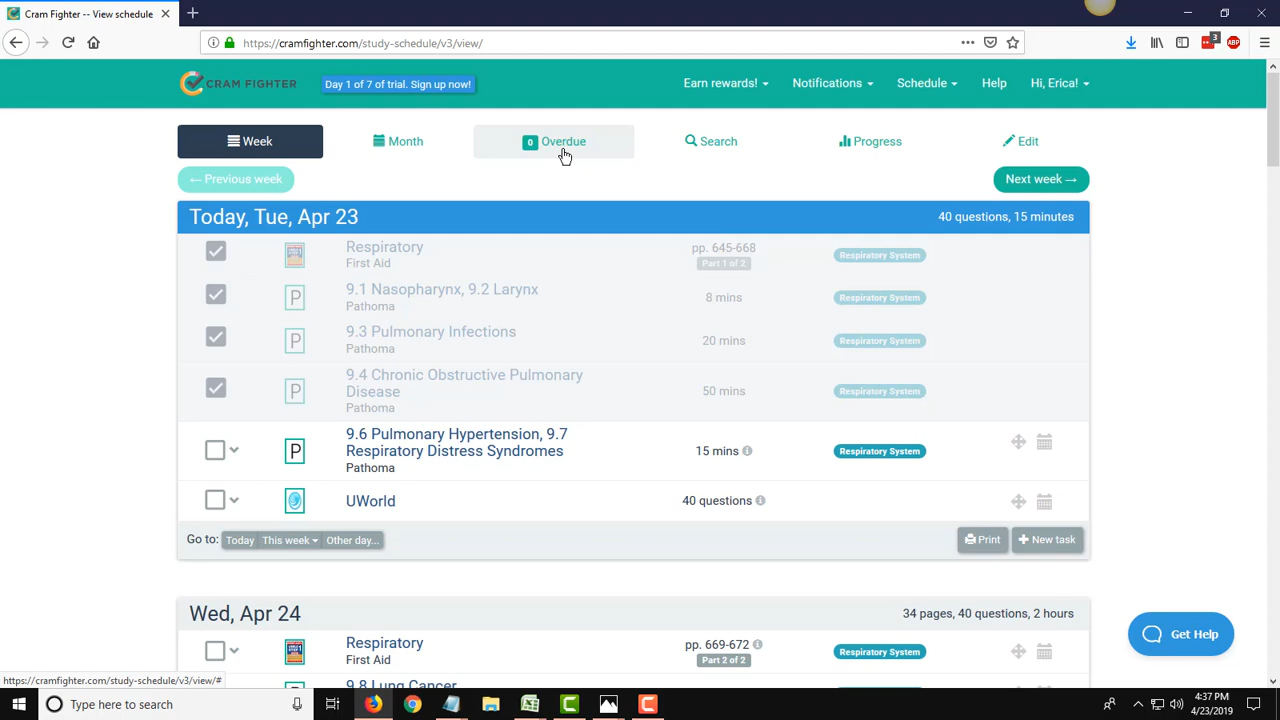 Cram Fighter -- View schedule
https://cramfighter.com/study-schedule/v3/view/
3
ABP
CRAM FIGHTER
Day 1 of 7 of trial. Sign up now!
Earn rewards!
Notifications
Schedule
Help
Hi, Erica!
Week
Month
0 Overdue
Search
Progress
Edit
← Previous week
Next week →
Today, Tue, Apr 23
40 questions, 15 minutes
Respiratory
First Aid
pp. 645-668
Part 1 of 2
Respiratory System
9.1 Nasopharynx, 9.2 Larynx
Pathoma
P
8 mins
Respiratory System
9.3 Pulmonary Infections
Pathoma
P
20 mins
Respiratory System
9.4 Chronic Obstructive Pulmonary
Disease
Pathoma
P
50 mins
Respiratory System
9.6 Pulmonary Hypertension, 9.7
Respiratory Distress Syndromes
Pathoma
P
15 mins
Respiratory System
UWorld
40 questions
Go to:
Today
This week
Other day...
Print
New task
Wed, Apr 24
34 pages, 40 questions, 2 hours
Respiratory
First Aid
pp. 669-672
Part 2 of 2
Respiratory System
9.8 Lung Cancer
Get Help
https://cramfighter.com/study-schedule/v3/view/#
Type here to search
4:37 PM
4/23/2019